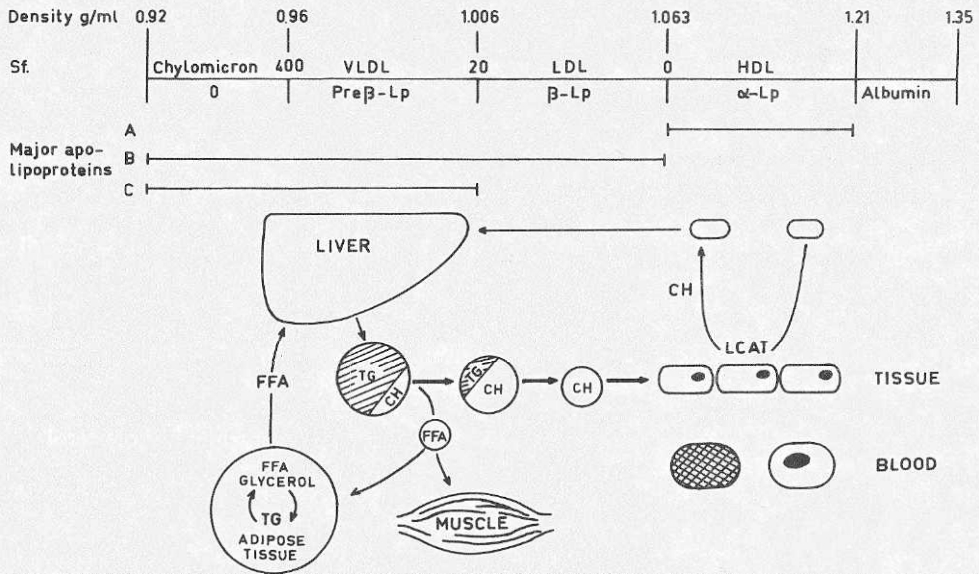 Density g/ml 0.92 0.96 1.006 1.063 1.21 1.35
Sf. Chylomicron 400 VLDL 20 LDL 0 HDL
0 Preβ-Lp β-Lp α-Lp Albumin
A
Major apo-
lipoproteins
B
C
LIVER
CH
LCAT
FFA
TG
CH
TG
CH
CH
TISSUE
FFA
FFA
GLYCEROL
TG
ADIPOSE
TISSUE
MUSCLE
BLOOD